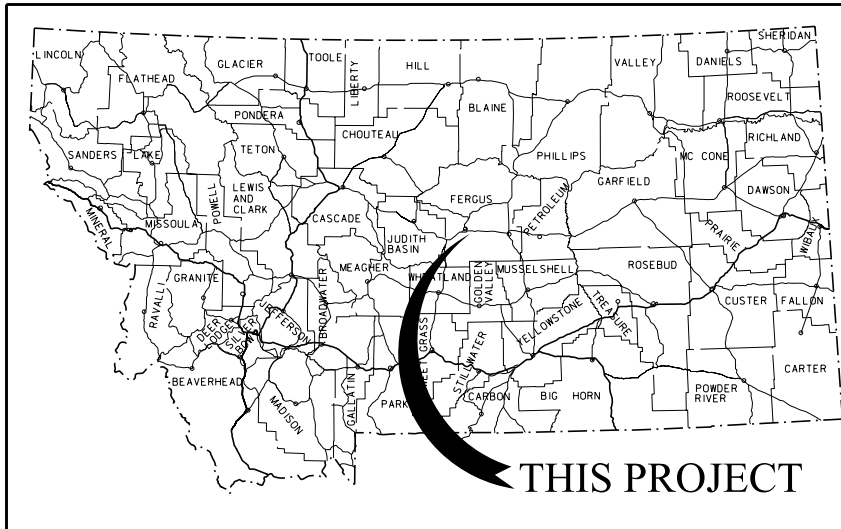 LINCOLN
FLATHEAD
GLACIER
TOOLE
LIBERTY
HILL
BLAINE
VALLEY
DANIELS
SHERIDAN
ROOSEVELT
PONDERA
CHOUTEAU
PHILLIPS
RICHLAND
SANDERS
LAKE
TETON
MC CONE
GARFIELD
DAWSON
MINERAL
MISSOULA
POWELL
LEWIS
AND
CLARK
CASCADE
FERGUS
PETROLEUM
PRAIRIE
WIBAUX
JUDITH
BASIN
MEAGHER
WHEATLAND
GOLDEN
VALLEY
MUSSELSHELL
ROSEBUD
CUSTER
FALLON
RAVALLI
GRANITE
DEER
LODGE
SILVER
BOW
JEFFERSON
BROADWATER
YELLOWSTONE
TREASURE
BEAVERHEAD
MADISON
GALLATIN
PARK
EET GRASS
STILLWATER
CARBON
BIG HORN
POWDER
RIVER
CARTER
THIS PROJECT